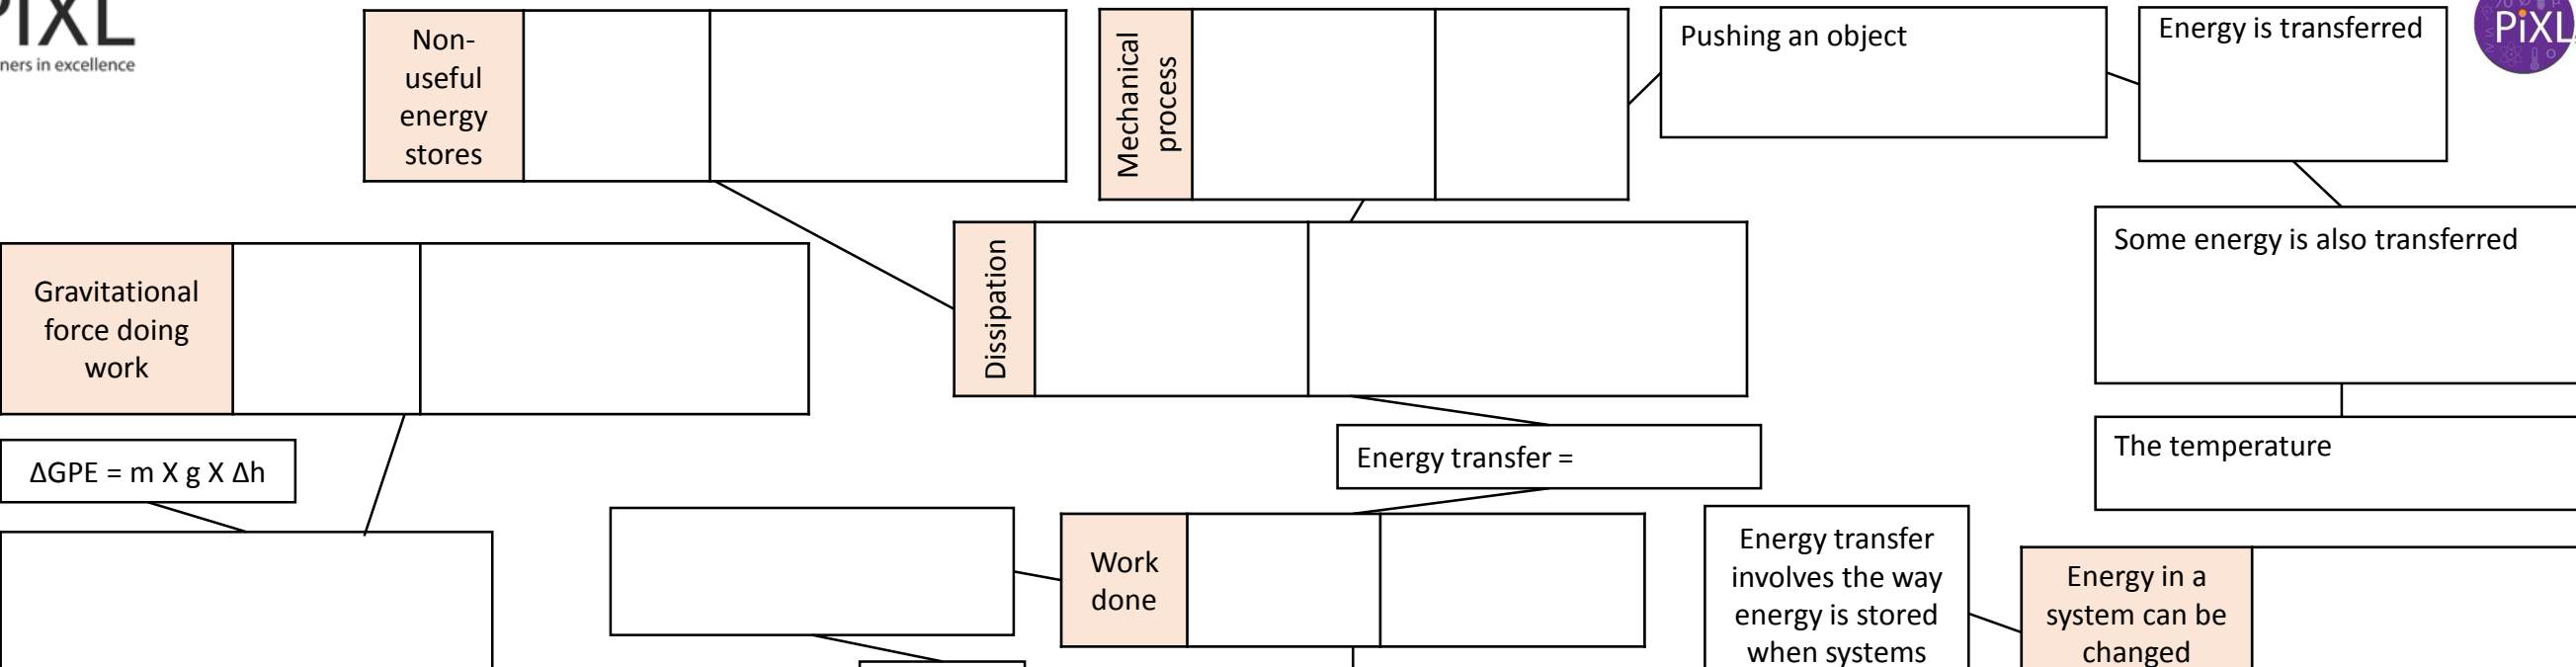 PiXL
ners in excellence
Non-
useful
energy
stores
Mechanical
process
Pushing an object
Energy is transferred
PiXL
Gravitational
force doing
work
Dissipation
Some energy is also transferred
ΔGPE = m X g X Δh
Energy transfer =
The temperature
Work
done
Energy transfer
involves the way
energy is stored
when systems
Energy in a
system can be
changed